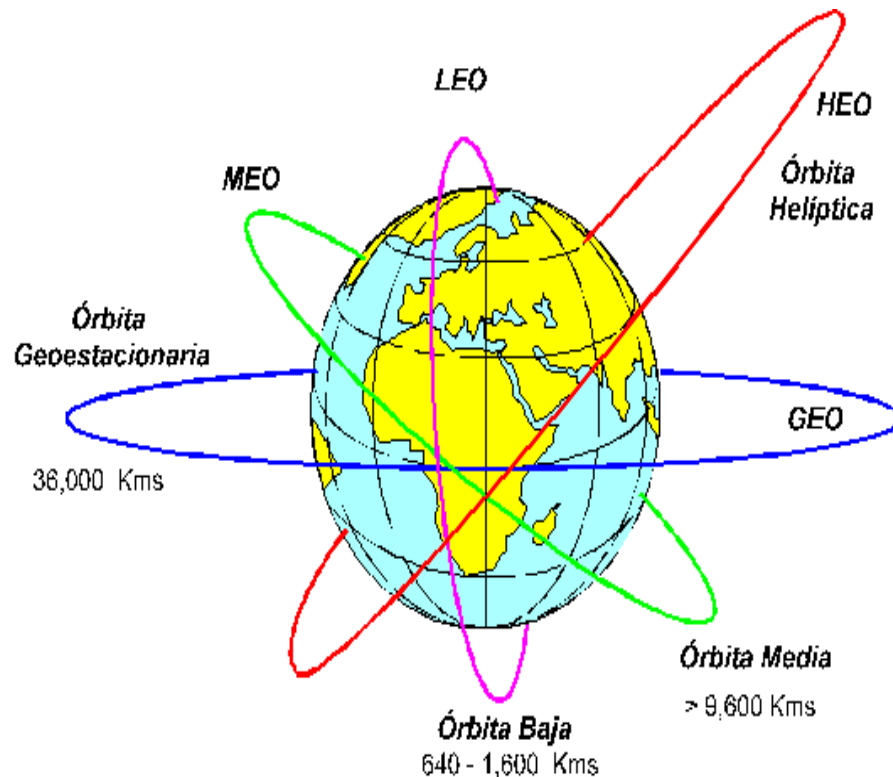 LEO
HEO
Órbita
Helíptica
MEO
Órbita
Geoestacionaria
GEO
36,000 Kms
Órbita Media
> 9,600 Kms
Órbita Baja
640 - 1,600 Kms